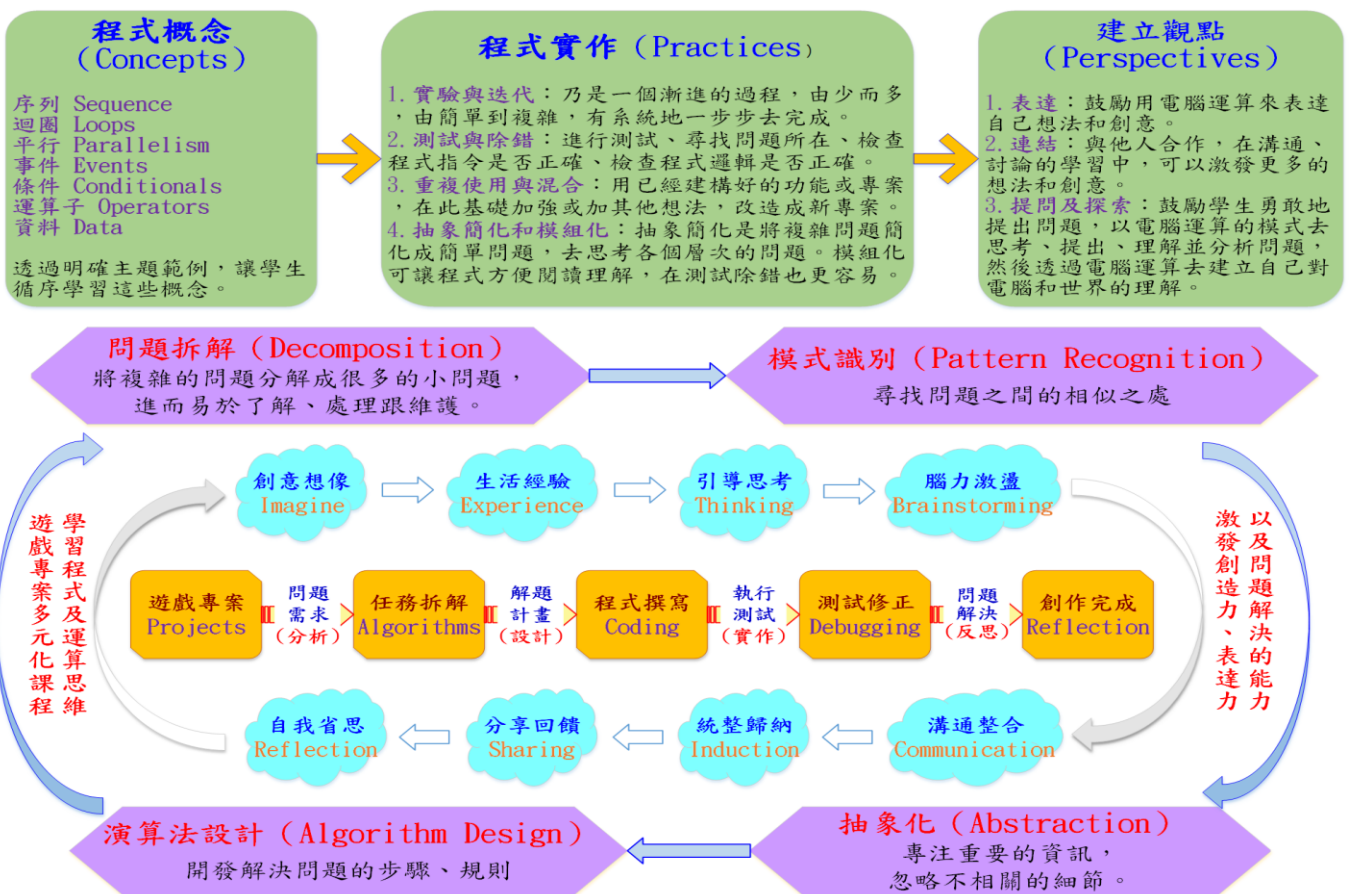 程式概念
(Concepts)
序列 Sequence
迴圈 Loops
平行 Parallelism
事件 Events
條件 Conditionals
運算子 Operators
資料 Data
透過明確主題範例，讓學生
循序學習這些概念。
程式實作（Practices）
1.實驗與迭代：乃是一個漸進的過程，由少而多
，由簡單到複雜，有系統地一步步去完成。
2.測試與除錯：進行測試、尋找問題所在、檢查
程式指令是否正確、檢查程式邏輯是否正確。
3.重複使用與混合：用已經建構好的功能或專案
，在此基礎加強或加其他想法，改造成新專案。
4.抽象簡化和模組化：抽象簡化是將複雜問題簡
化成簡單問題，去思考各個層次的問題。模組化
可讓程式方便閱讀理解，在測試除錯也更容易。
建立觀點
(Perspectives)
1.表達：鼓勵用電腦運算來表達
自己想法和創意。
2.連結：與他人合作，在溝通、
討論的學習中，可以激發更多的
想法和創意。
3.提問及探索：鼓勵學生勇敢地
提出問題，以電腦運算的模式去
思考、提出、理解並分析問題，
然後透過電腦運算去建立自己對
電腦和世界的理解。
問題拆解（Decomposition）
將複雜的問題分解成很多的小問題，
進而易於了解、處理跟維護。
模式識別（Pattern Recognition）
尋找問題之間的相似之處
創意想像
Imagine
生活經驗
Experience
引導思考
Thinking
腦力激盪
Brainstorming
學習程式及運算思維
遊戲專案多元化課程
遊戲專案
Projects
問題
需求
(分析)
任務拆解
Algorithms
解題
計畫
(設計)
程式撰寫
Coding
執行
測試
(實作)
測試修正
Debugging
問題
解決
(反思)
創作完成
Reflection
以及問題解決的能力
激發創造力、表達力
自我省思
Reflection
分享回饋
Sharing
統整歸納
Induction
溝通整合
Communication
演算法設計（Algorithm Design）
開發解決問題的步驟、規則
抽象化（Abstraction）
專注重要的資訊，
忽略不相關的細節。